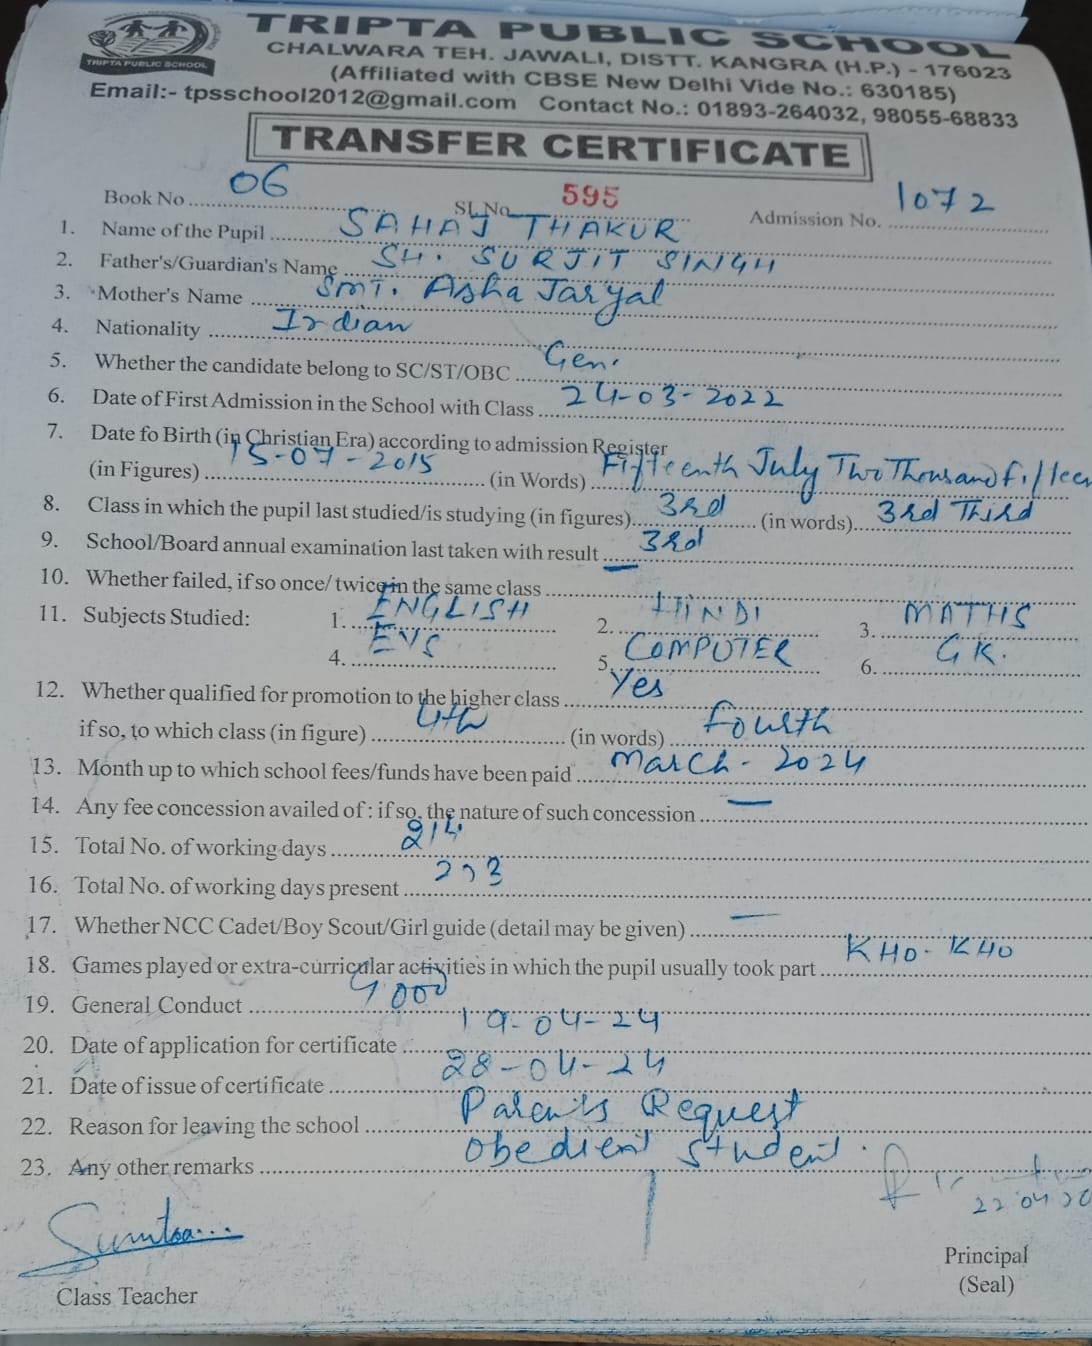 TRIPTA PUBLIC SCHOOL
TRIPTA PUBLIC SCHOOL
CHALWARA TEH. JAWALI, DISTT. KANGRA (H.P.) - 176023
(Affiliated with CBSE New Delhi Vide No.: 630185)
Email:- tpsschool2012@gmail.com Contact No.: 01893-264032, 98055-68833
TRANSFER CERTIFICATE
Book No 06 Sl. No. 595 Admission No. 1072
1. Name of the Pupil SAHAJ THAKUR
2. Father's/Guardian's Name SH. SURJIT SINGH
3. Mother's Name SMT. Asha Jaryal
4. Nationality Indian
5. Whether the candidate belong to SC/ST/OBC Gen.
6. Date of First Admission in the School with Class 24-03-2022
7. Date fo Birth (in Christian Era) according to admission Register
(in Figures) 15-07-2015 (in Words) Fifteenth July Two Thousand fifteen
8. Class in which the pupil last studied/is studying (in figures) 3rd (in words) 3rd Third
9. School/Board annual examination last taken with result 3rd
10. Whether failed, if so once/ twice in the same class —
11. Subjects Studied: 1. ENGLISH 2. HINDI 3. MATHS
4. EVS 5. COMPUTER 6. GK.
12. Whether qualified for promotion to the higher class Yes
if so, to which class (in figure) 4th (in words) Fourth
13. Month up to which school fees/funds have been paid March - 2024
14. Any fee concession availed of : if so, the nature of such concession —
15. Total No. of working days 214
16. Total No. of working days present 203
17. Whether NCC Cadet/Boy Scout/Girl guide (detail may be given) —
18. Games played or extra-curricular activities in which the pupil usually took part KHO-KHO
19. General Conduct Good
20. Date of application for certificate 19-04-24
21. Date of issue of certificate 28-04-24
22. Reason for leaving the school Parents Request
23. Any other remarks Obedient student.
Class Teacher
Principal
(Seal)